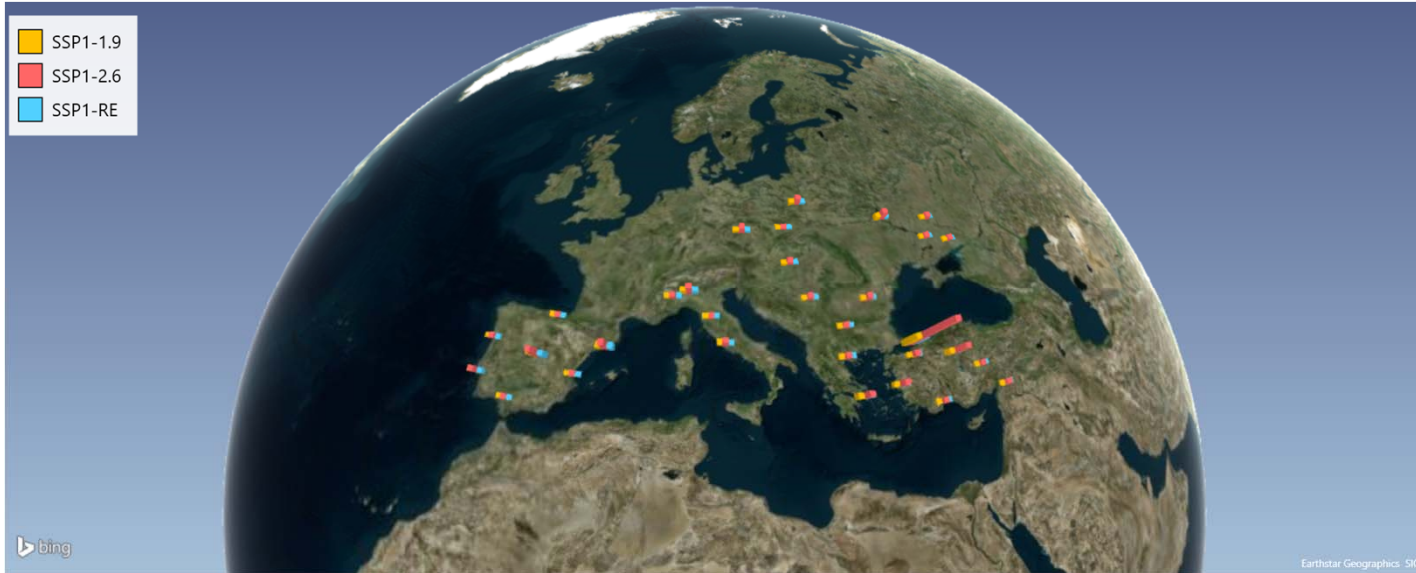 SSP1-1.9
SSP1-2.6
SSP1-RE
bing
Earthstar Geographics